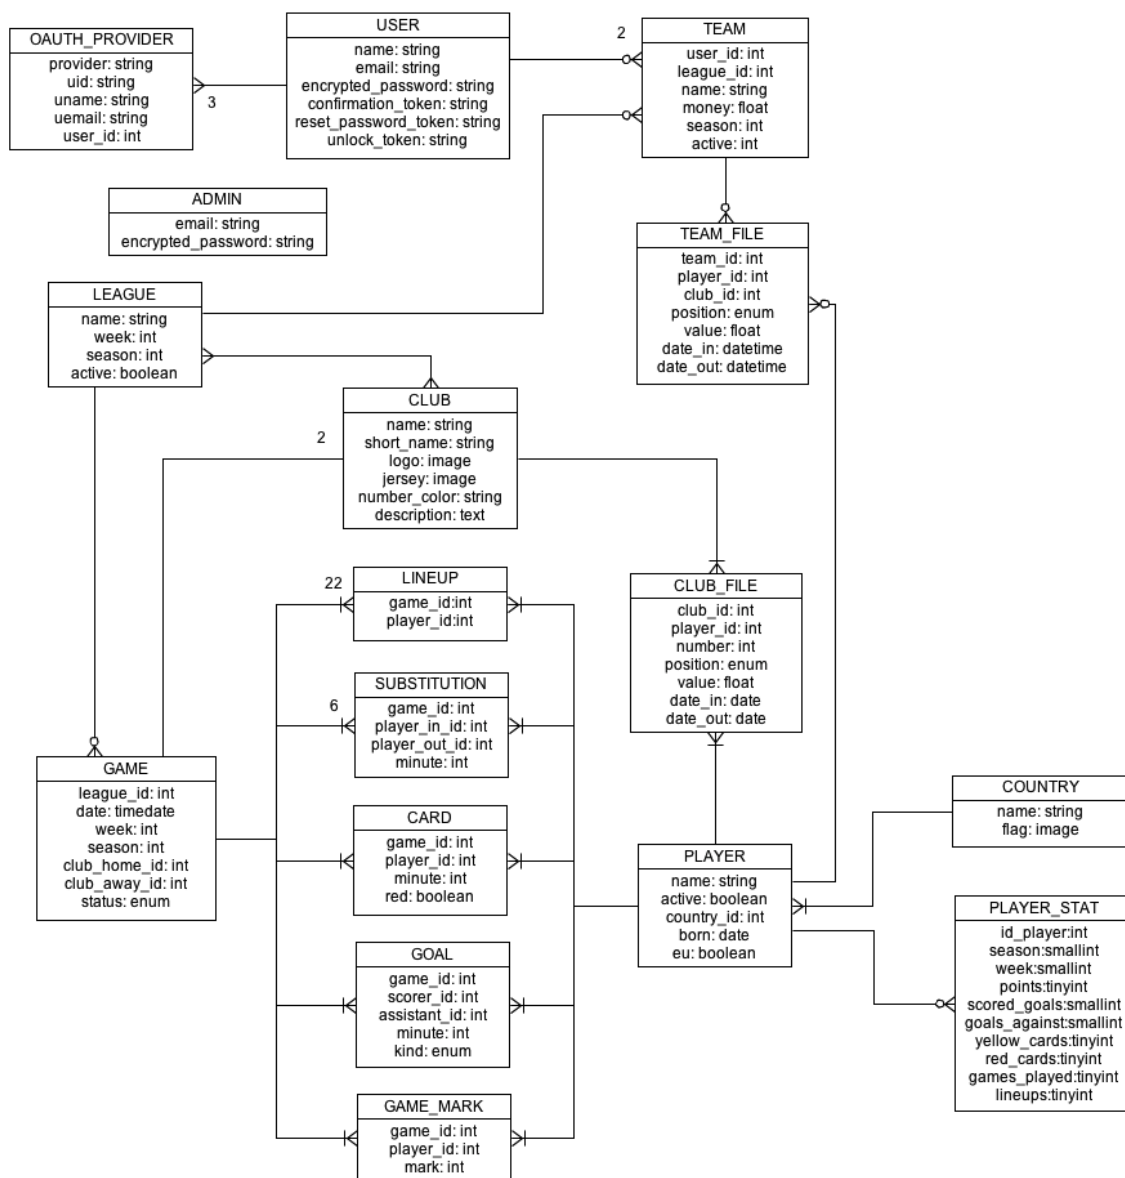 OAUTH_PROVIDER
provider: string
uid: string
uname: string
uemail: string
user_id: int
3
USER
name: string
email: string
encrypted_password: string
confirmation_token: string
reset_password_token: string
unlock_token: string
2
TEAM
user_id: int
league_id: int
name: string
money: float
season: int
active: int
ADMIN
email: string
encrypted_password: string
TEAM_FILE
team_id: int
player_id: int
club_id: int
position: enum
value: float
date_in: datetime
date_out: datetime
LEAGUE
name: string
week: int
season: int
active: boolean
2
CLUB
name: string
short_name: string
logo: image
jersey: image
number_color: string
description: text
22
LINEUP
game_id:int
player_id:int
CLUB_FILE
club_id: int
player_id: int
number: int
position: enum
value: float
date_in: date
date_out: date
6
SUBSTITUTION
game_id: int
player_in_id: int
player_out_id: int
minute: int
GAME
league_id: int
date: timedate
week: int
season: int
club_home_id: int
club_away_id: int
status: enum
CARD
game_id: int
player_id: int
minute: int
red: boolean
PLAYER
name: string
active: boolean
country_id: int
born: date
eu: boolean
COUNTRY
name: string
flag: image
PLAYER_STAT
id_player:int
season:smallint
week:smallint
points:tinyint
scored_goals:smallint
goals_against:smallint
yellow_cards:tinyint
red_cards:tinyint
games_played:tinyint
lineups:tinyint
GOAL
game_id: int
scorer_id: int
assistant_id: int
minute: int
kind: enum
GAME_MARK
game_id: int
player_id: int
mark: int